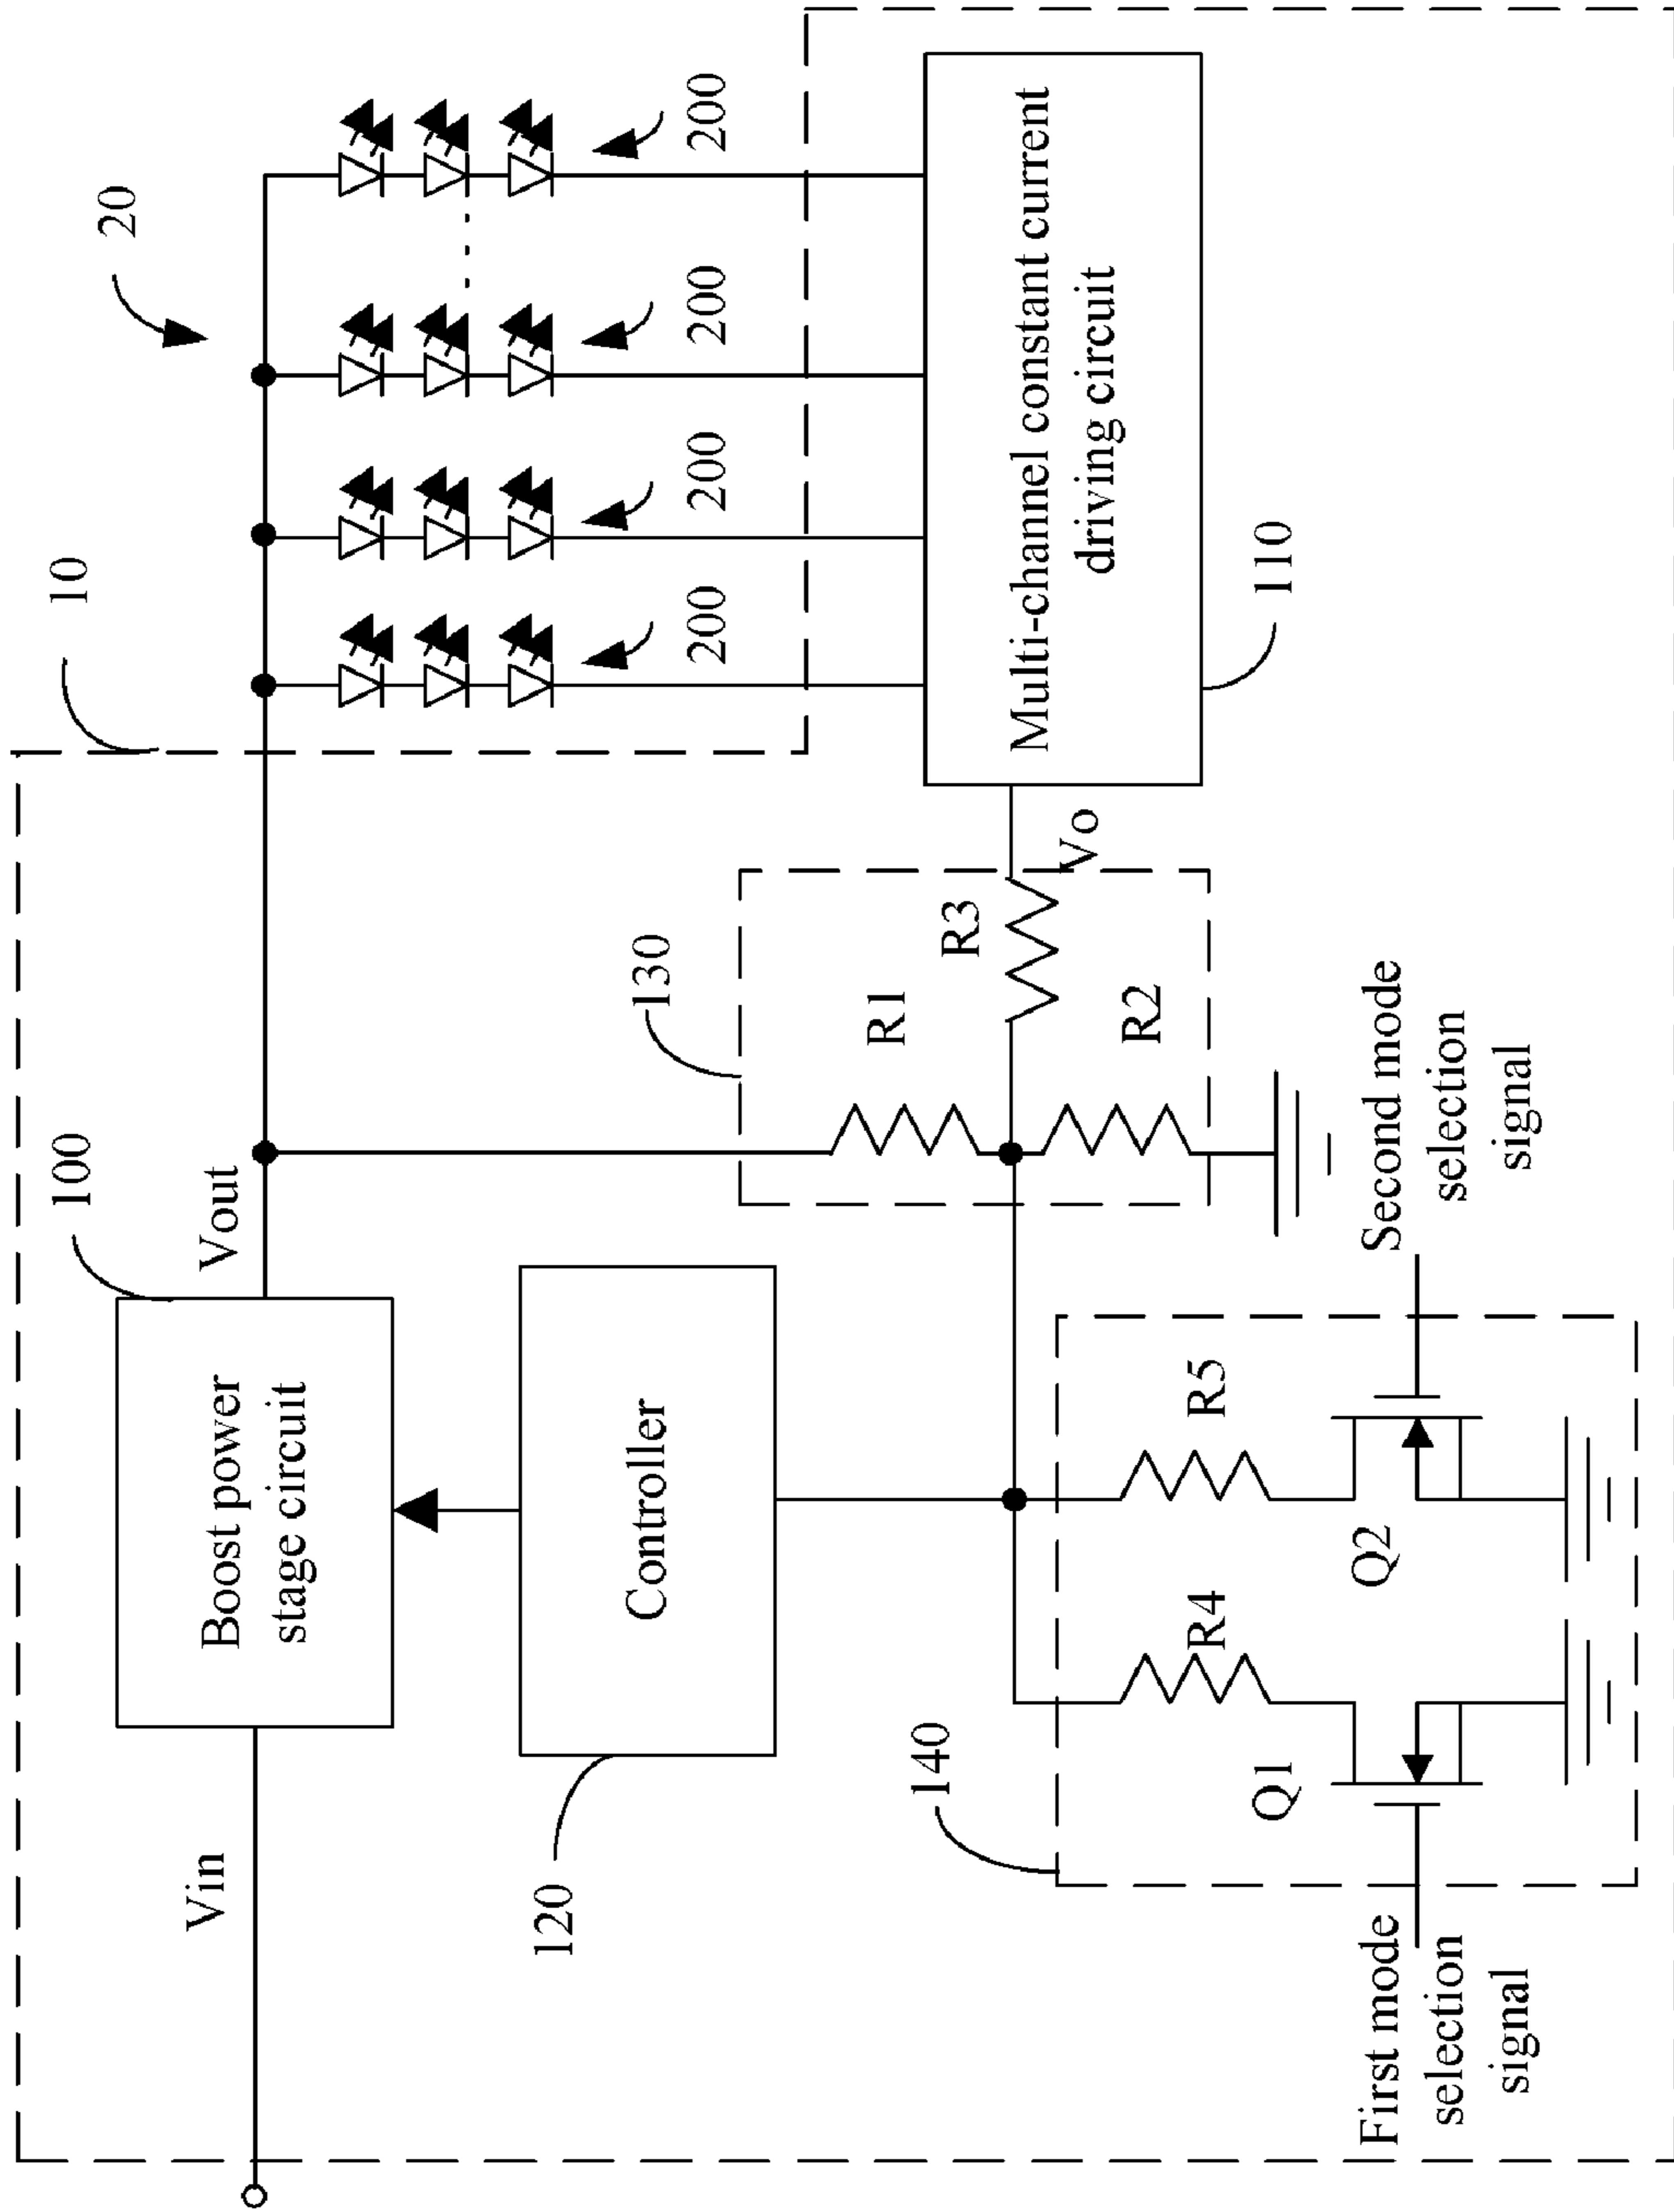 10
20
100
Vin
Vout
Boost power
stage circuit
200
200
200
200
120
Controller
130
R1
R3
R2
Vo
Multi-channel constant current
driving circuit
110
140
R4
R5
Q1
Q2
First mode
selection
signal
Second mode
selection
signal